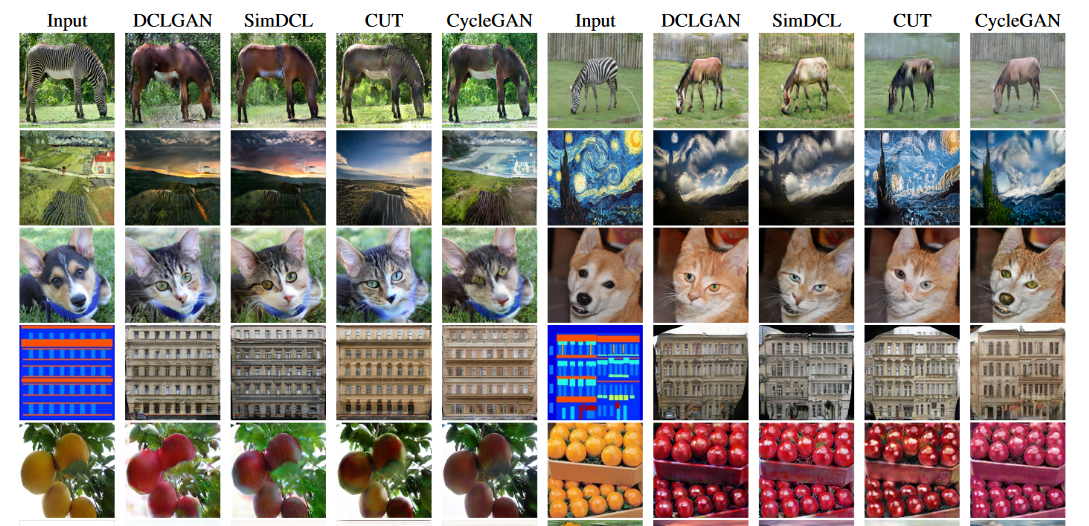 Input DCLGAN SimDCL CUT CycleGAN Input DCLGAN SimDCL CUT CycleGAN